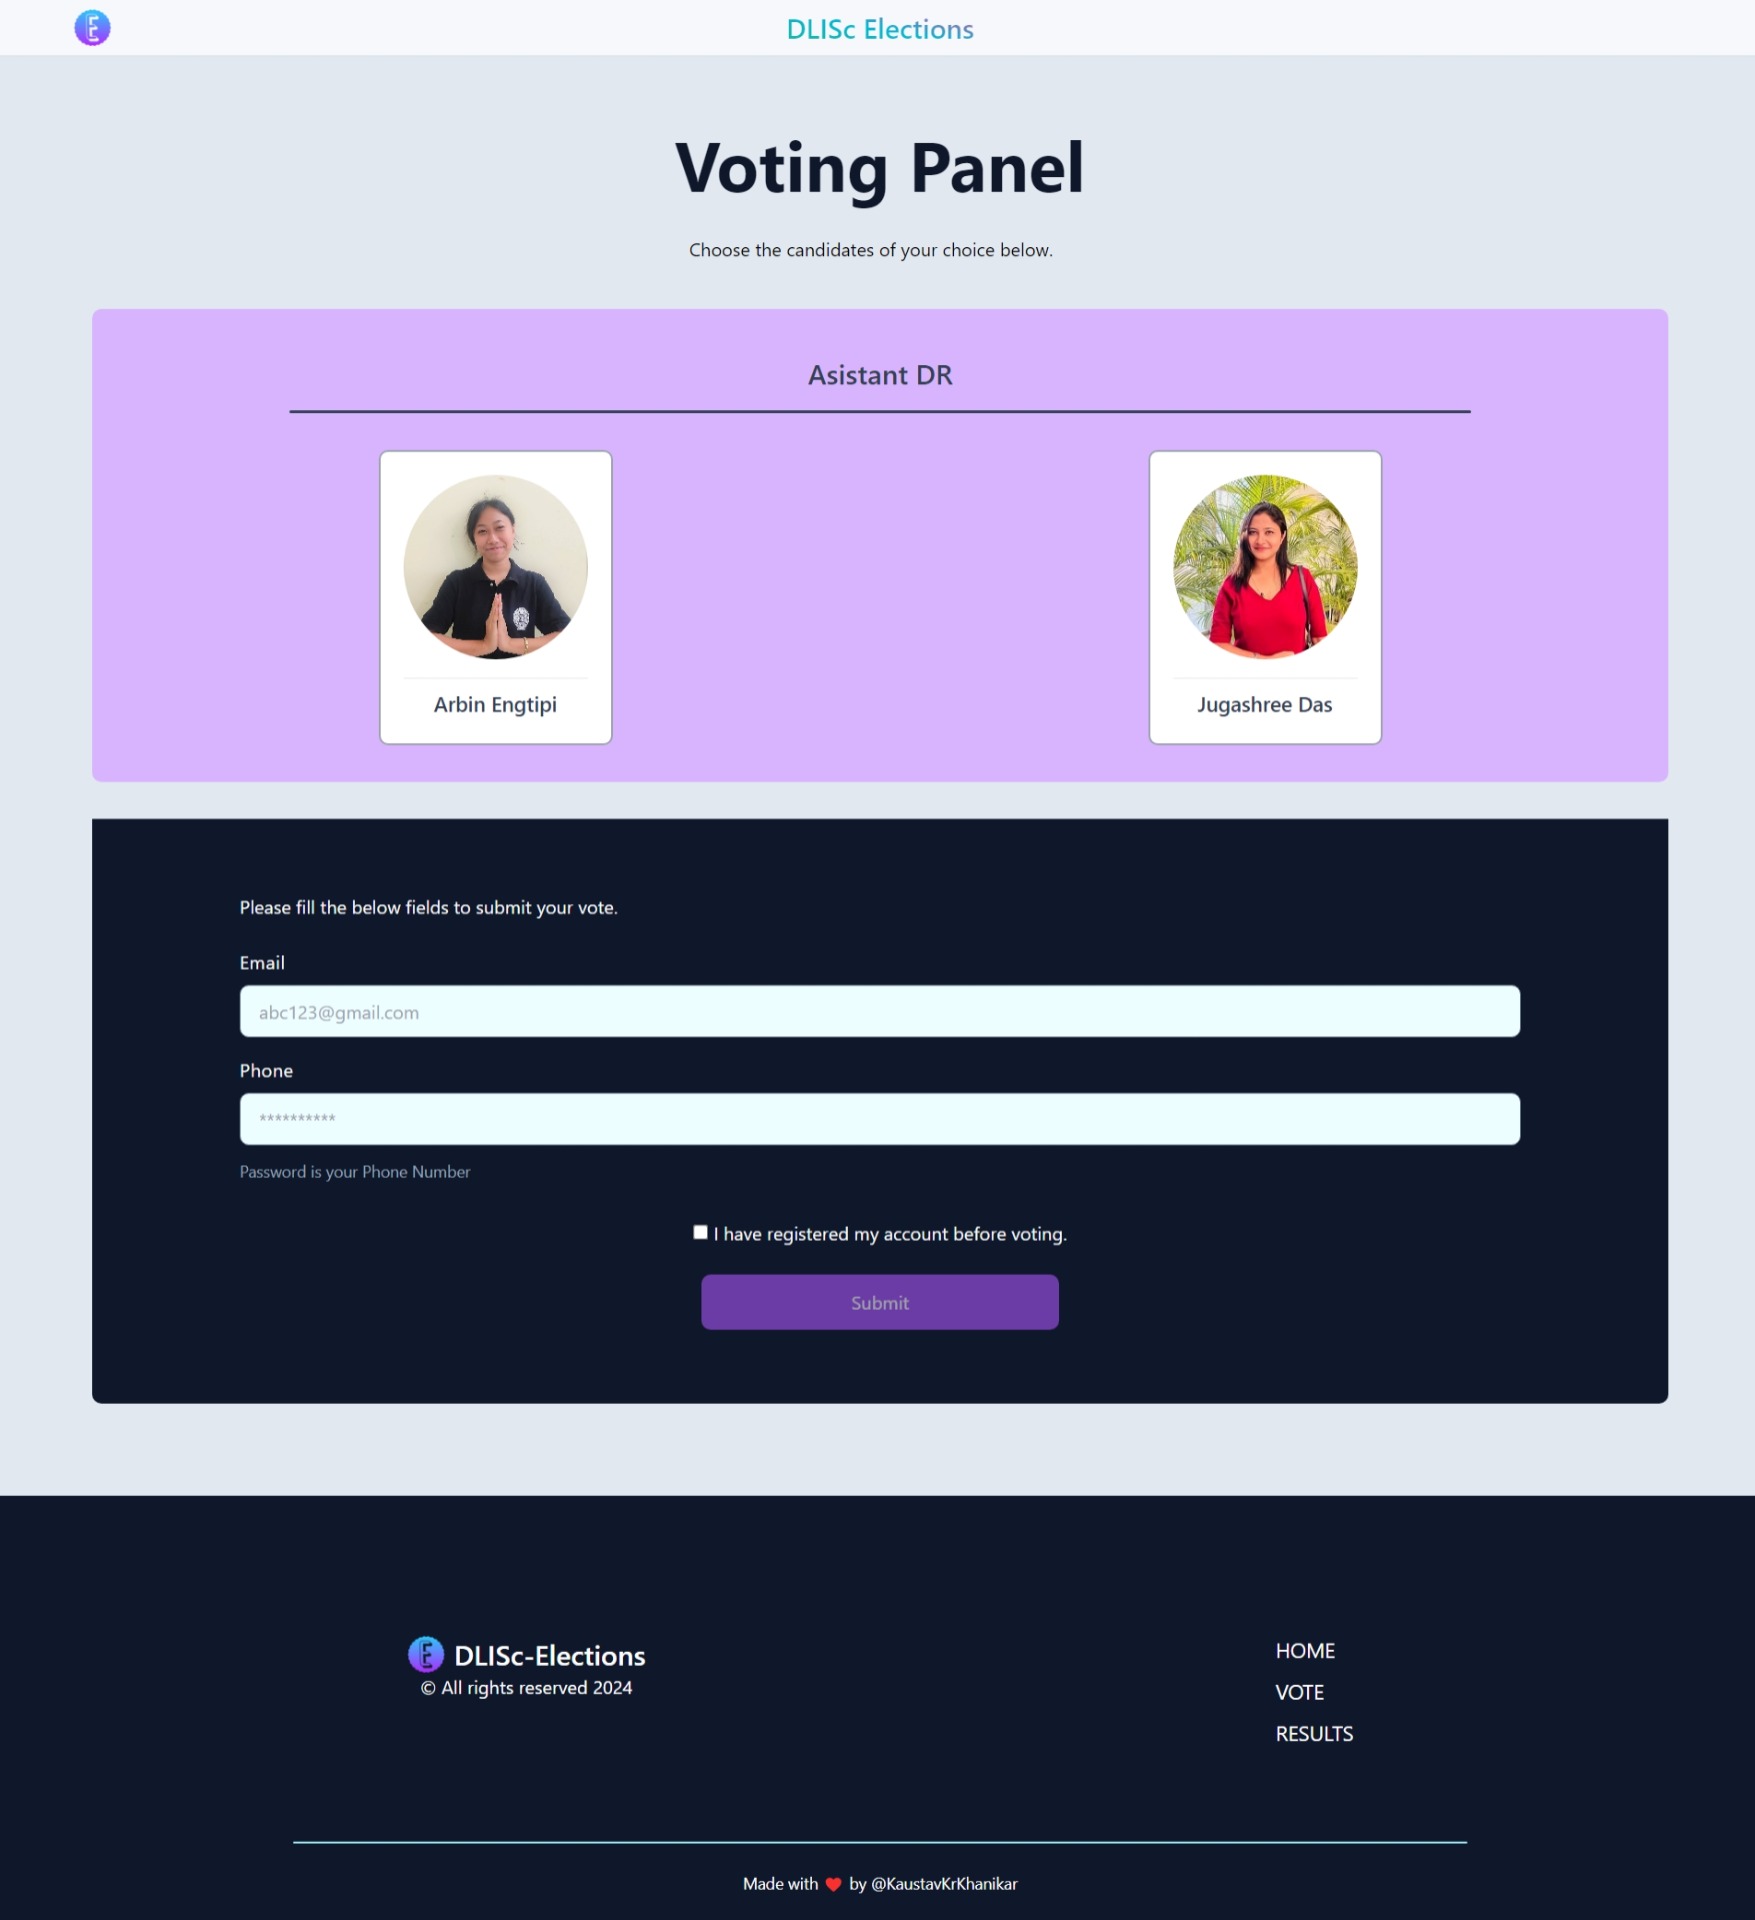 DLISc Elections
Voting Panel
Choose the candidates of your choice below.
Asistant DR
Arbin Engtipi
Jugashree Das
Please fill the below fields to submit your vote.
Email
abc123@gmail.com
Phone
**********
Password is your Phone Number
I have registered my account before voting.
Submit
DLISc-Elections
© All rights reserved 2024
HOME
VOTE
RESULTS
Made with ❤️ by @KaustavKrKhanikar